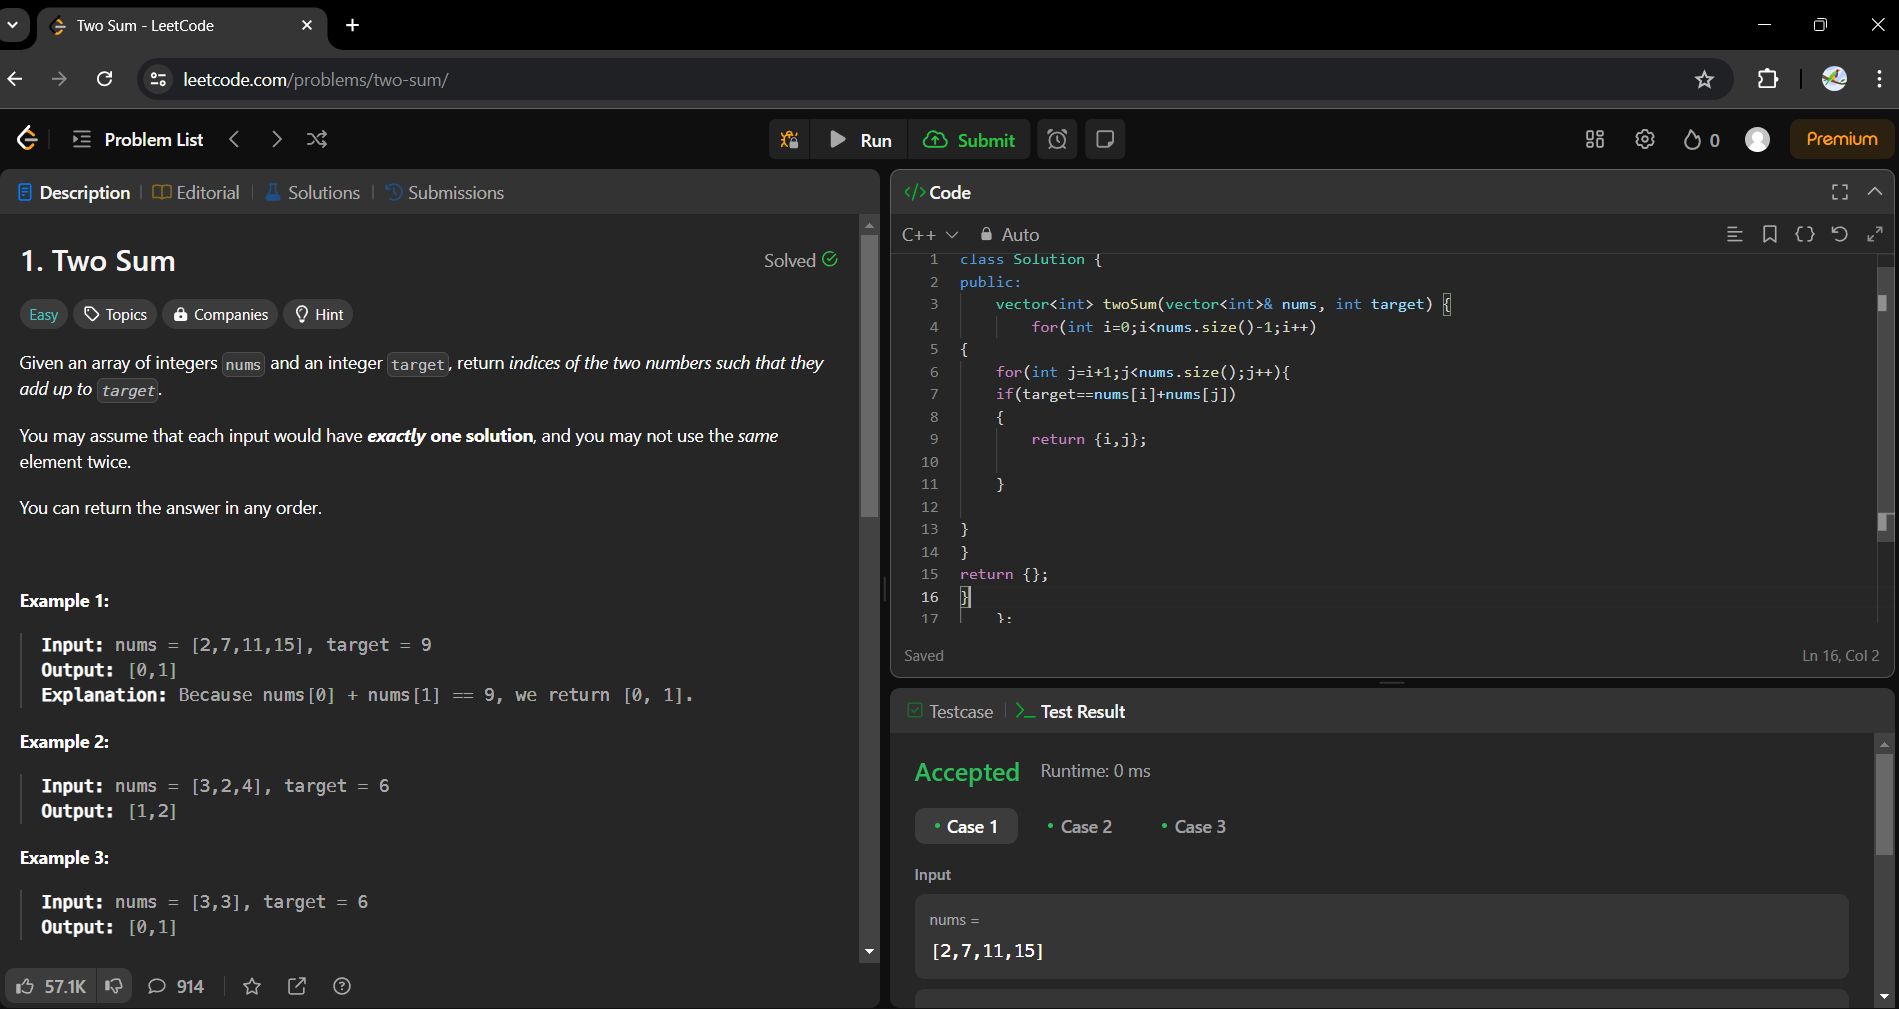 Two Sum - LeetCode
leetcode.com/problems/two-sum/
Problem List
Run
Submit
0
Premium
Description
Editorial
Solutions
Submissions
1. Two Sum
Solved
Easy
Topics
Companies
Hint
Given an array of integers nums and an integer target, return indices of the two numbers such that they
add up to target.
You may assume that each input would have exactly one solution, and you may not use the same
element twice.
You can return the answer in any order.
Example 1:
Input: nums = [2,7,11,15], target = 9
Output: [0,1]
Explanation: Because nums[0] + nums[1] == 9, we return [0, 1].
Example 2:
Input: nums = [3,2,4], target = 6
Output: [1,2]
Example 3:
Input: nums = [3,3], target = 6
Output: [0,1]
57.1K
914
</> Code
C++
Auto
1 class Solution {
2 public:
3 vector<int> twoSum(vector<int>& nums, int target) {
4 for(int i=0;i<nums.size()-1;i++)
5 {
6 for(int j=i+1;j<nums.size();j++){
7 if(target==nums[i]+nums[j])
8 {
9 return {i,j};
10
11 }
12
13 }
14 }
15 return {};
16 }
17 };
Saved
Ln 16, Col 2
Testcase
Test Result
Accepted
Runtime: 0 ms
Case 1
Case 2
Case 3
Input
nums =
[2,7,11,15]